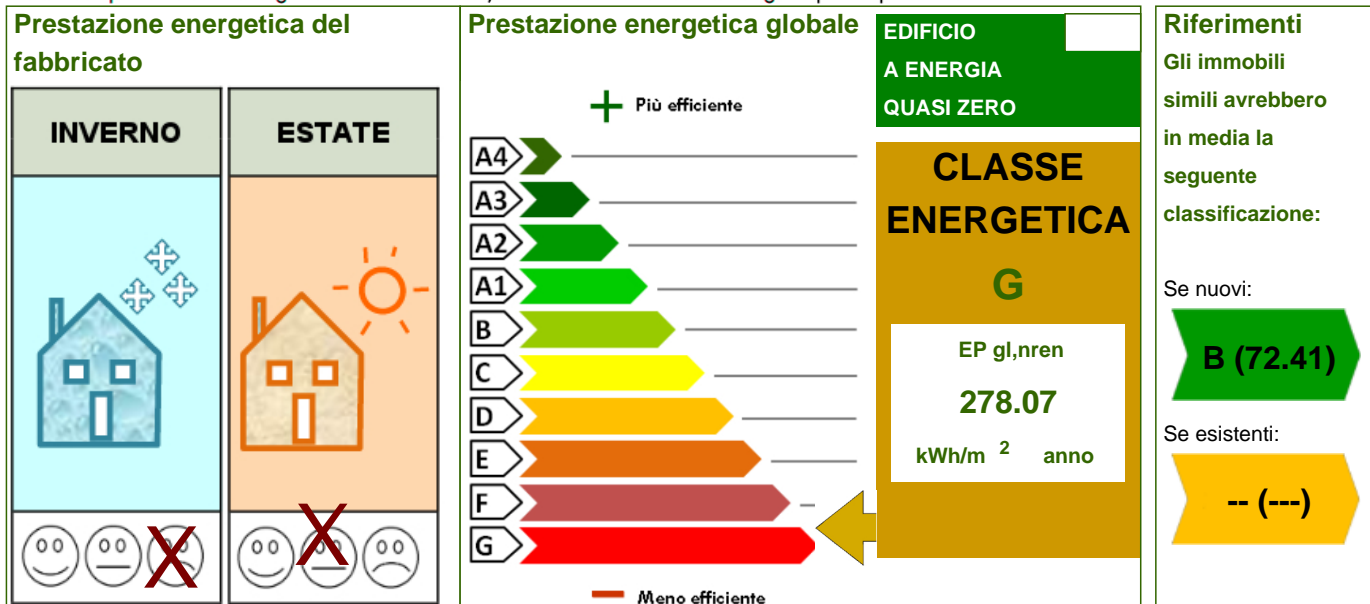 Prestazione energetica del
fabbricato
INVERNO
ESTATE
Prestazione energetica globale
Più efficiente
A4
A3
A2
A1
B
C
D
E
F
G
Meno efficiente
EDIFICIO
A ENERGIA
QUASI ZERO
CLASSE
ENERGETICA
G
EP gl,nren
278.07
kWh/m 2 anno
Riferimenti
Gli immobili
simili avrebbero
in media la
seguente
classificazione:
Se nuovi:
B (72.41)
Se esistenti:
-- (---)